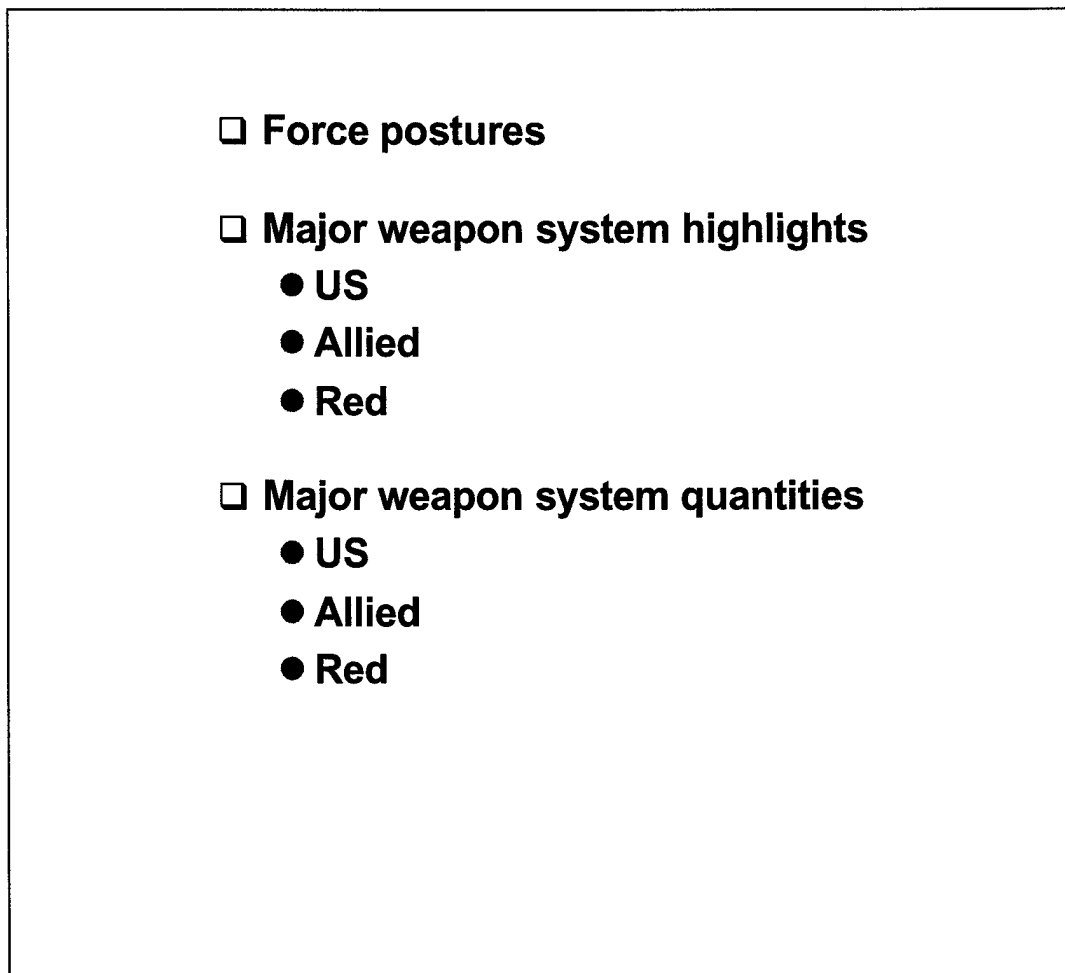 ❑ Force postures
❑ Major weapon system highlights
● US
● Allied
● Red
❑ Major weapon system quantities
● US
● Allied
● Red